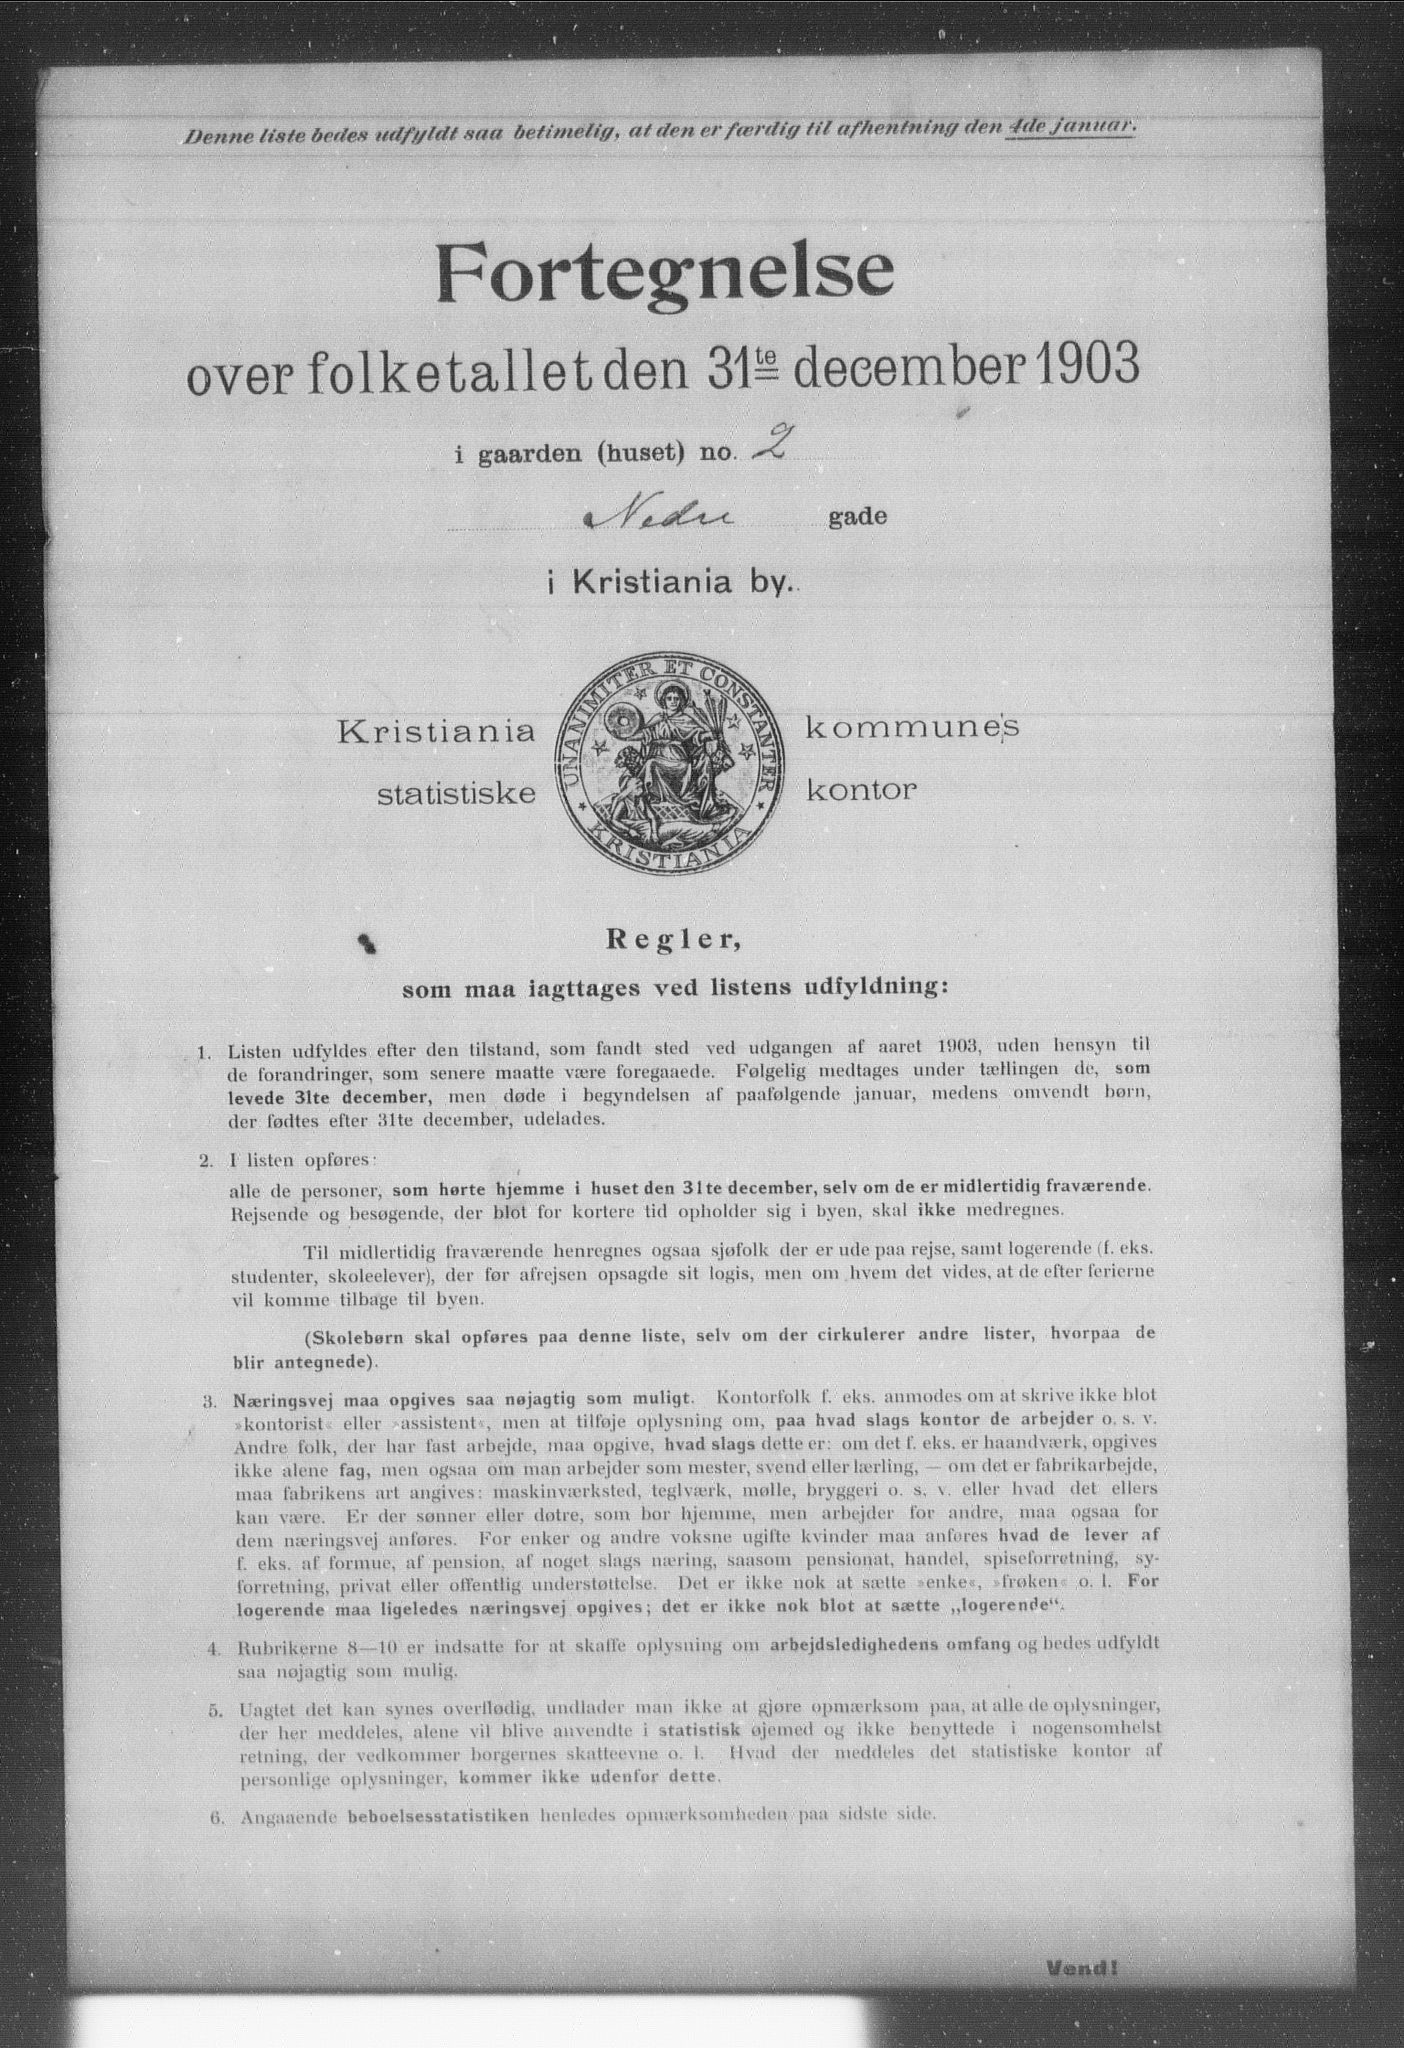 Denne liste bedes udfyldt saa betimelig, at den er færdig til afhentning den 4de januar.
Fortegnelse
over folketallet den 31te december 1903
i gaarden (huset) no. 2
Nedre gade
i Kristiania by.
UNANIMITER ET CONSTANTER
KRISTIANIA
Kristiania kommunes
statistiske kontor
Regler,
som maa iagttages ved listens udfyldning:
1. Listen udfyldes efter den tilstand, som fandt sted ved udgangen af aaret 1903, uden hensyn til
de forandringer, som senere maatte være foregaaede. Følgelig medtages under tællingen de, som
levede 31te december, men døde i begyndelsen af paafølgende januar, medens omvendt børn,
der fødtes efter 31te december, udelades.
2. I listen opføres:
alle de personer, som hørte hjemme i huset den 31te december, selv om de er midlertidig fraværende.
Rejsende og besøgende, der blot for kortere tid opholder sig i byen, skal ikke medregnes.
Til midlertidig fraværende henregnes ogsaa sjøfolk der er ude paa rejse, samt logerende (f. eks.
studenter, skoleelever), der før afrejsen opsagde sit logis, men om hvem det vides, at de efter ferierne
vil komme tilbage til byen.
(Skolebørn skal opføres paa denne liste, selv om der cirkulerer andre lister, hvorpaa de
blir antegnede).
3. Næringsvej maa opgives saa nøjagtig som muligt. Kontorfolk f. eks. anmodes om at skrive ikke blot
»kontorist« eller »assistent«, men at tilføje oplysning om, paa hvad slags kontor de arbejder o. s. v.
Andre folk, der har fast arbejde, maa opgive, hvad slags dette er: om det f. eks. er haandværk, opgives
ikke alene fag, men ogsaa om man arbejder som mester, svend eller lærling, — om det er fabrikarbejde,
maa fabrikens art angives: maskinværksted, teglværk, mølle, bryggeri o. s. v. eller hvad det ellers
kan være. Er der sønner eller døtre, som bor hjemme, men arbejder for andre, maa ogsaa for
dem næringsvej anføres. For enker og andre voksne ugifte kvinder maa anføres hvad de lever af
f. eks. af formue, af pension, af noget slags næring, saasom pensionat, handel, spiseforretning, sy-
forretning, privat eller offentlig understøttelse. Det er ikke nok at sætte »enke«, »frøken« o. l. For
logerende maa ligeledes næringsvej opgives; det er ikke nok blot at sætte „logerende“.
4. Rubrikerne 8—10 er indsatte for at skaffe oplysning om arbejdsledighedens omfang og bedes udfyldt
saa nøjagtig som mulig.
5. Uagtet det kan synes overflødig, undlader man ikke at gjøre opmærksom paa, at alle de oplysninger,
der her meddeles, alene vil blive anvendte i statistisk øjemed og ikke benyttede i nogensomhelst
retning, der vedkommer borgernes skatteevne o. l. Hvad der meddeles det statistiske kontor af
personlige oplysninger, kommer ikke udenfor dette.
6. Angaaende beboelsesstatistiken henledes opmærksomheden paa sidste side.
Vend!